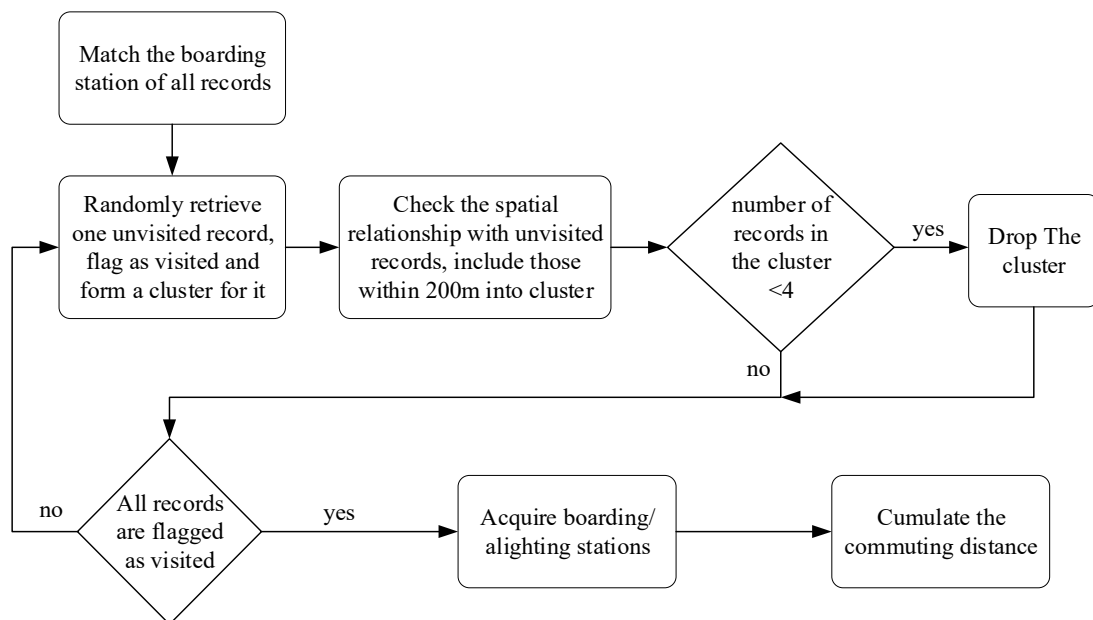 Match the boarding
station of all records
Randomly retrieve
one unvisited record,
flag as visited and
form a cluster for it
Check the spatial
relationship with unvisited
records, include those
within 200m into cluster
number of
records in
the cluster
<4
yes
Drop The
cluster
no
no
All records
are flagged
as visited
yes
Acquire boarding/
alighting stations
Cumulate the
commuting distance